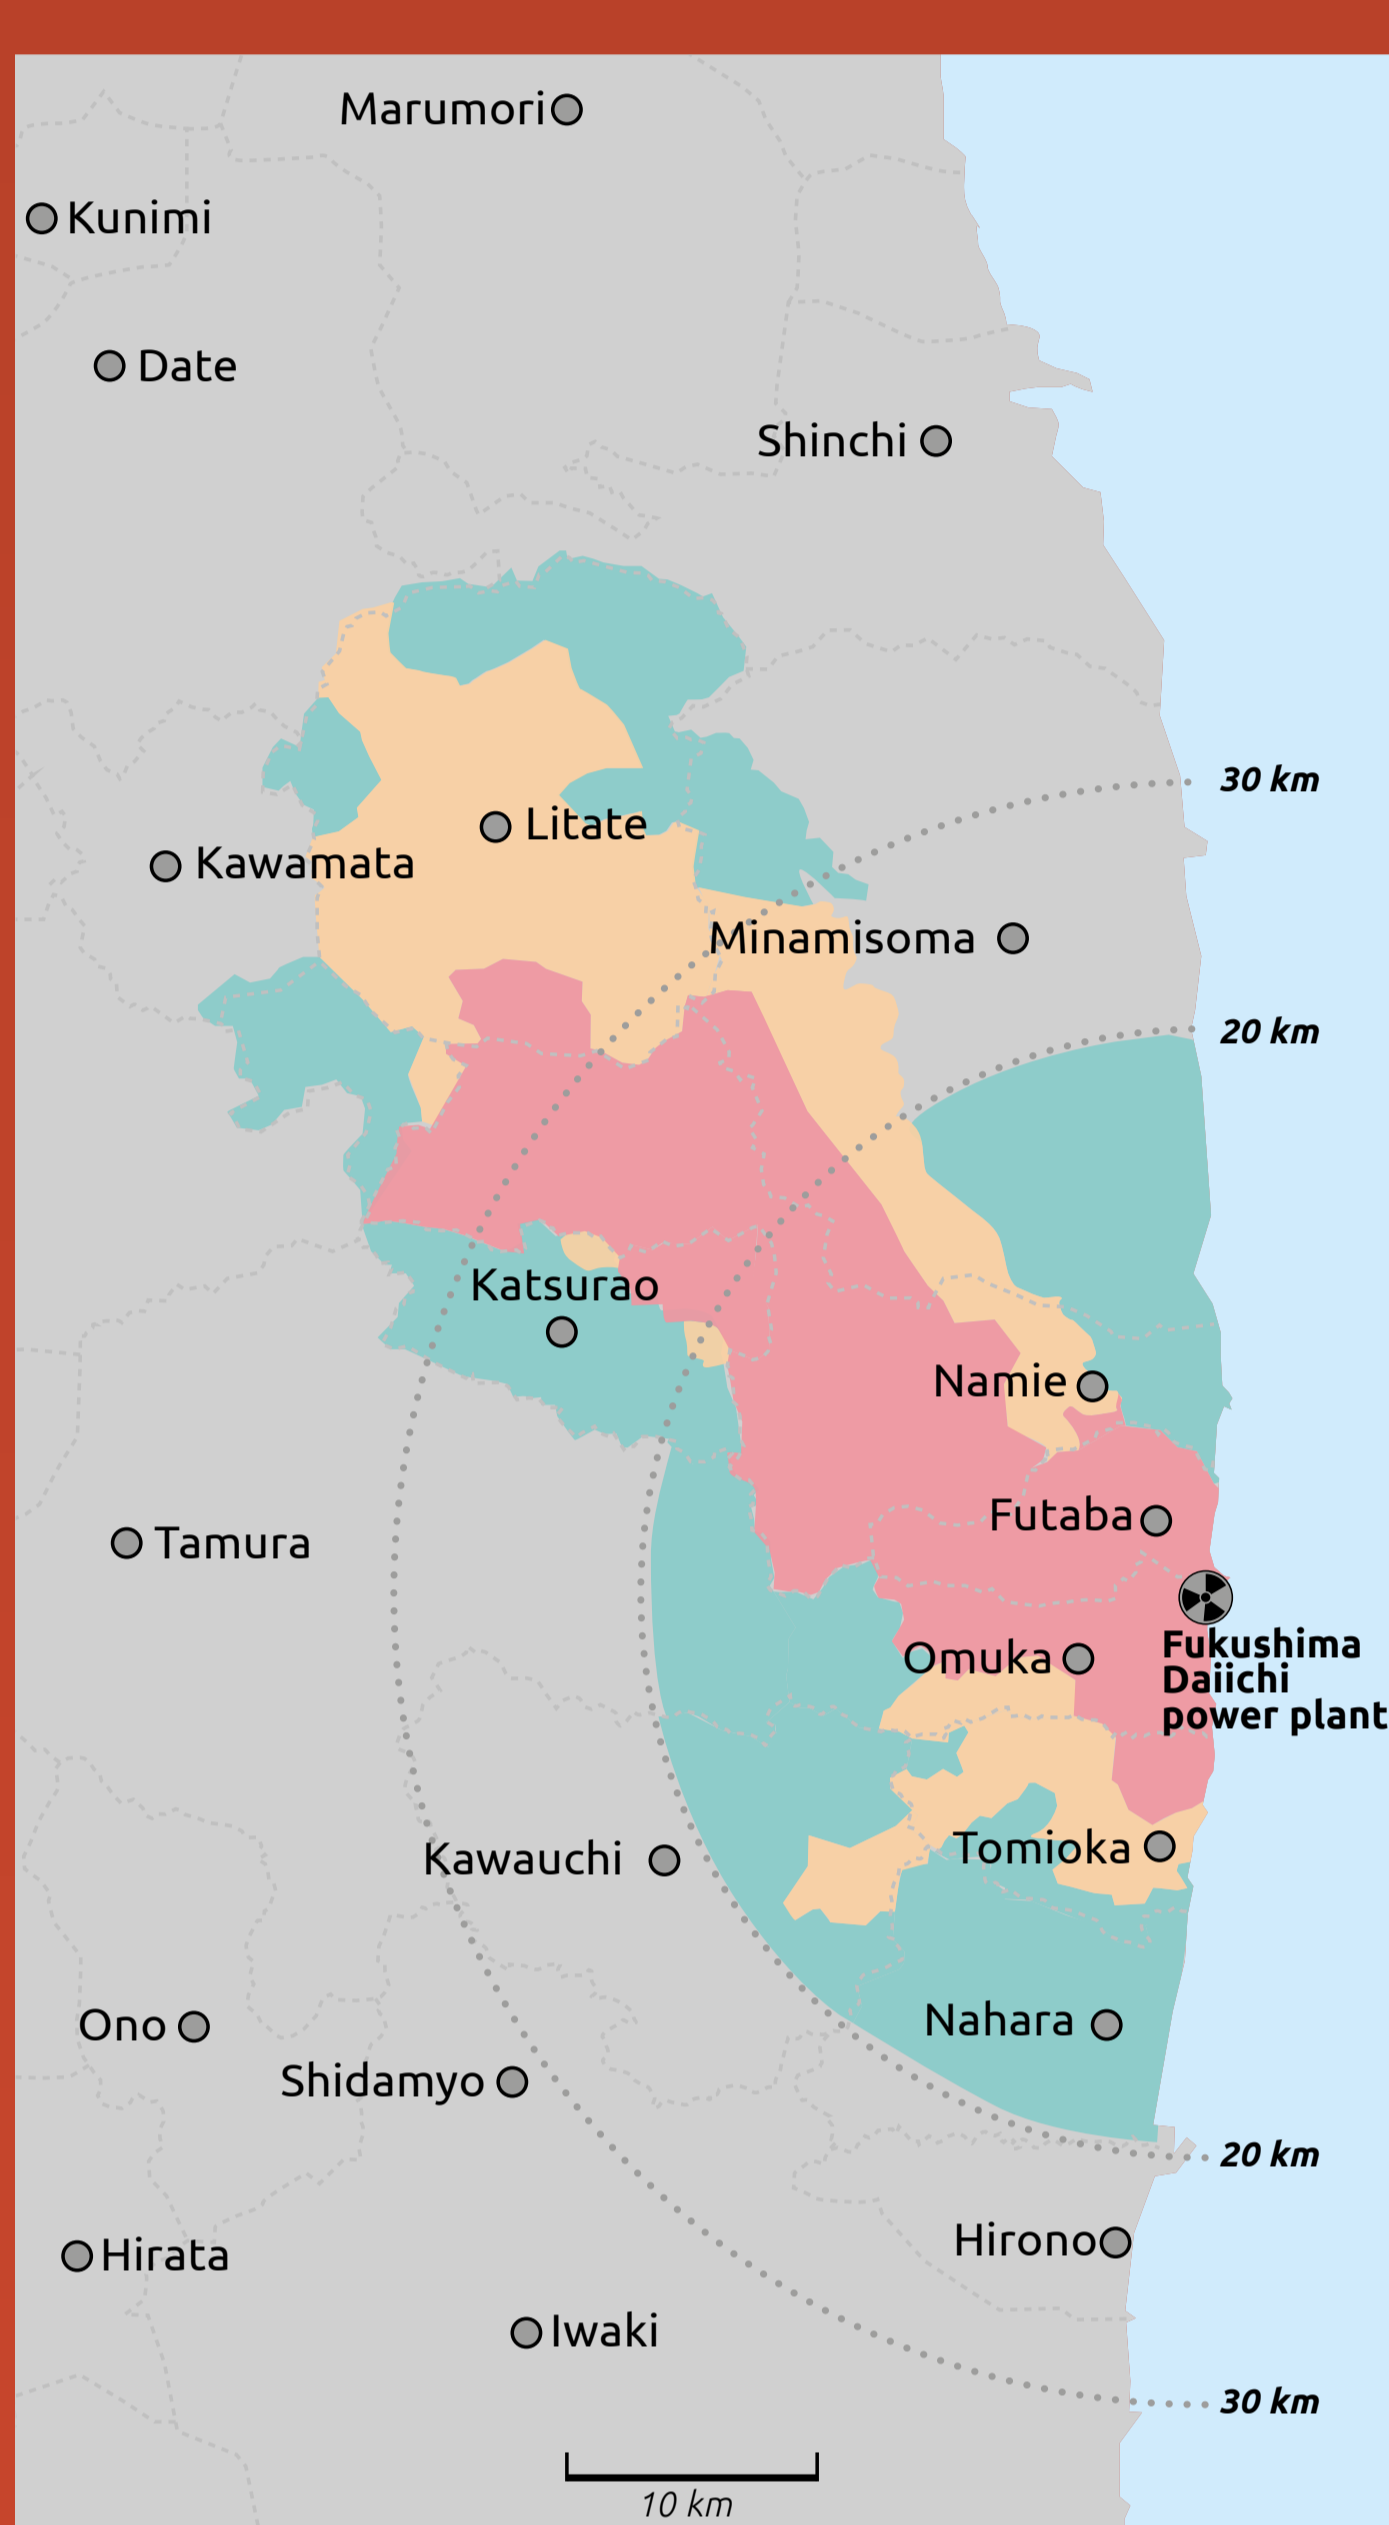 Marumori
Kunimi
Date
Shinchi
30 km
Litate
Kawamata
Minamisoma
20 km
Katsurao
Namie
Futaba
Tamura
Fukushima
Daiichi
power plant
Omuka
Tomioka
Kawauchi
Nahara
Ono
Shidamyo
20 km
Hirono
Hirata
Iwaki
30 km
10 km